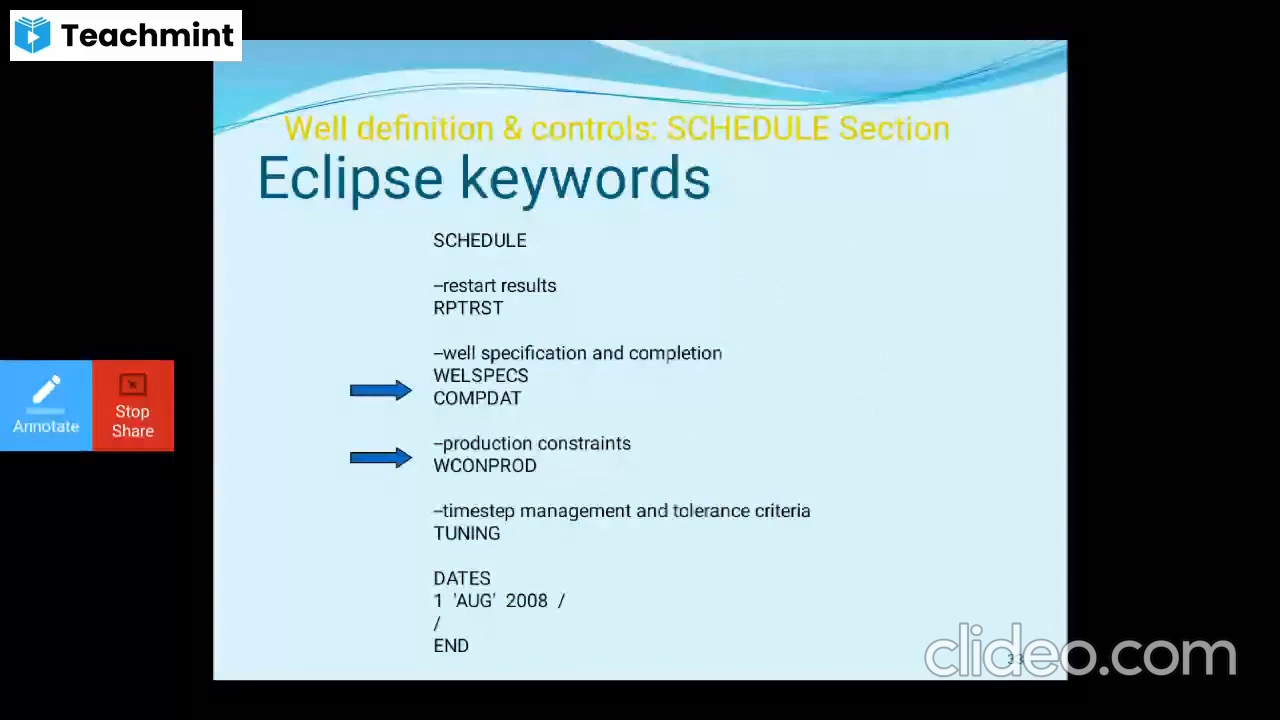 Teachmint
Well definition & controls: SCHEDULE Section
Eclipse keywords
SCHEDULE
–restart results
RPTRST
–well specification and completion
WELSPECS
COMPDAT
–production constraints
WCONPROD
–timestep management and tolerance criteria
TUNING
DATES
1 'AUG' 2008 /
/
END
Annotate
Stop
Share
clideo.com